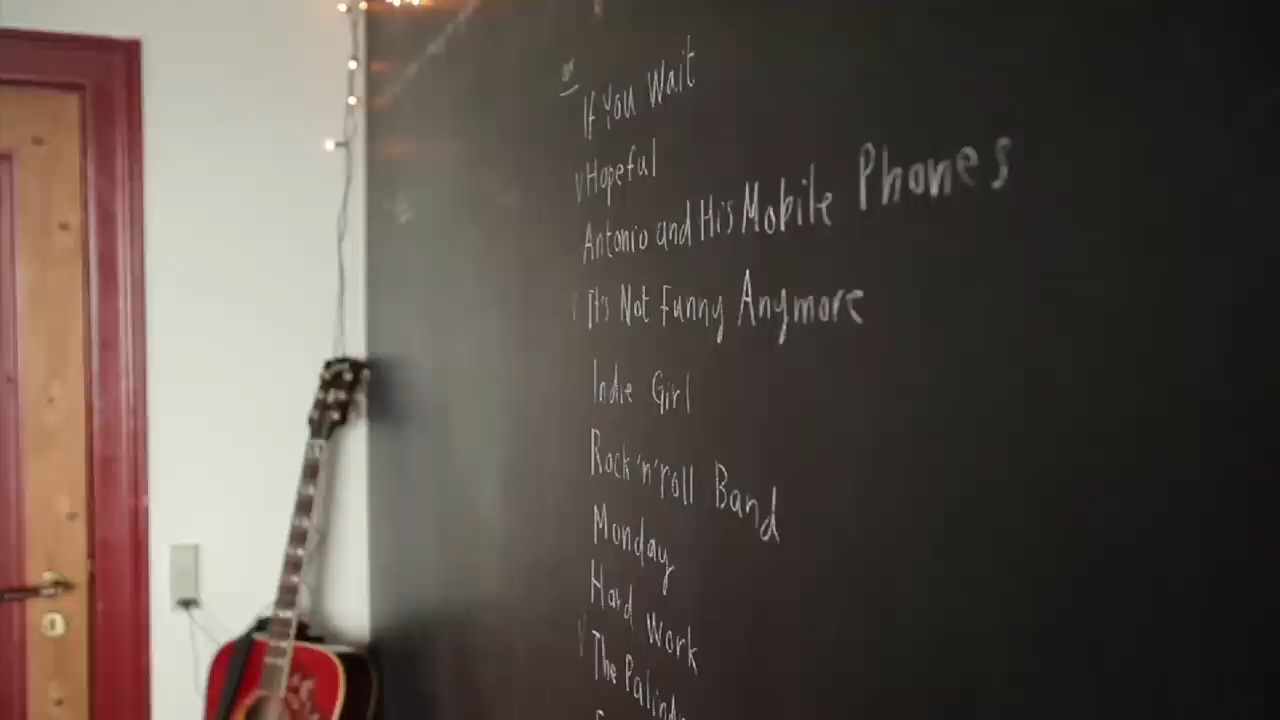 If You Wait
Hopeful
Antonio and His Mobile Phones
It's Not Funny Anymore
Indie Girl
Rock'n'roll Band
Monday
Hard Work
The